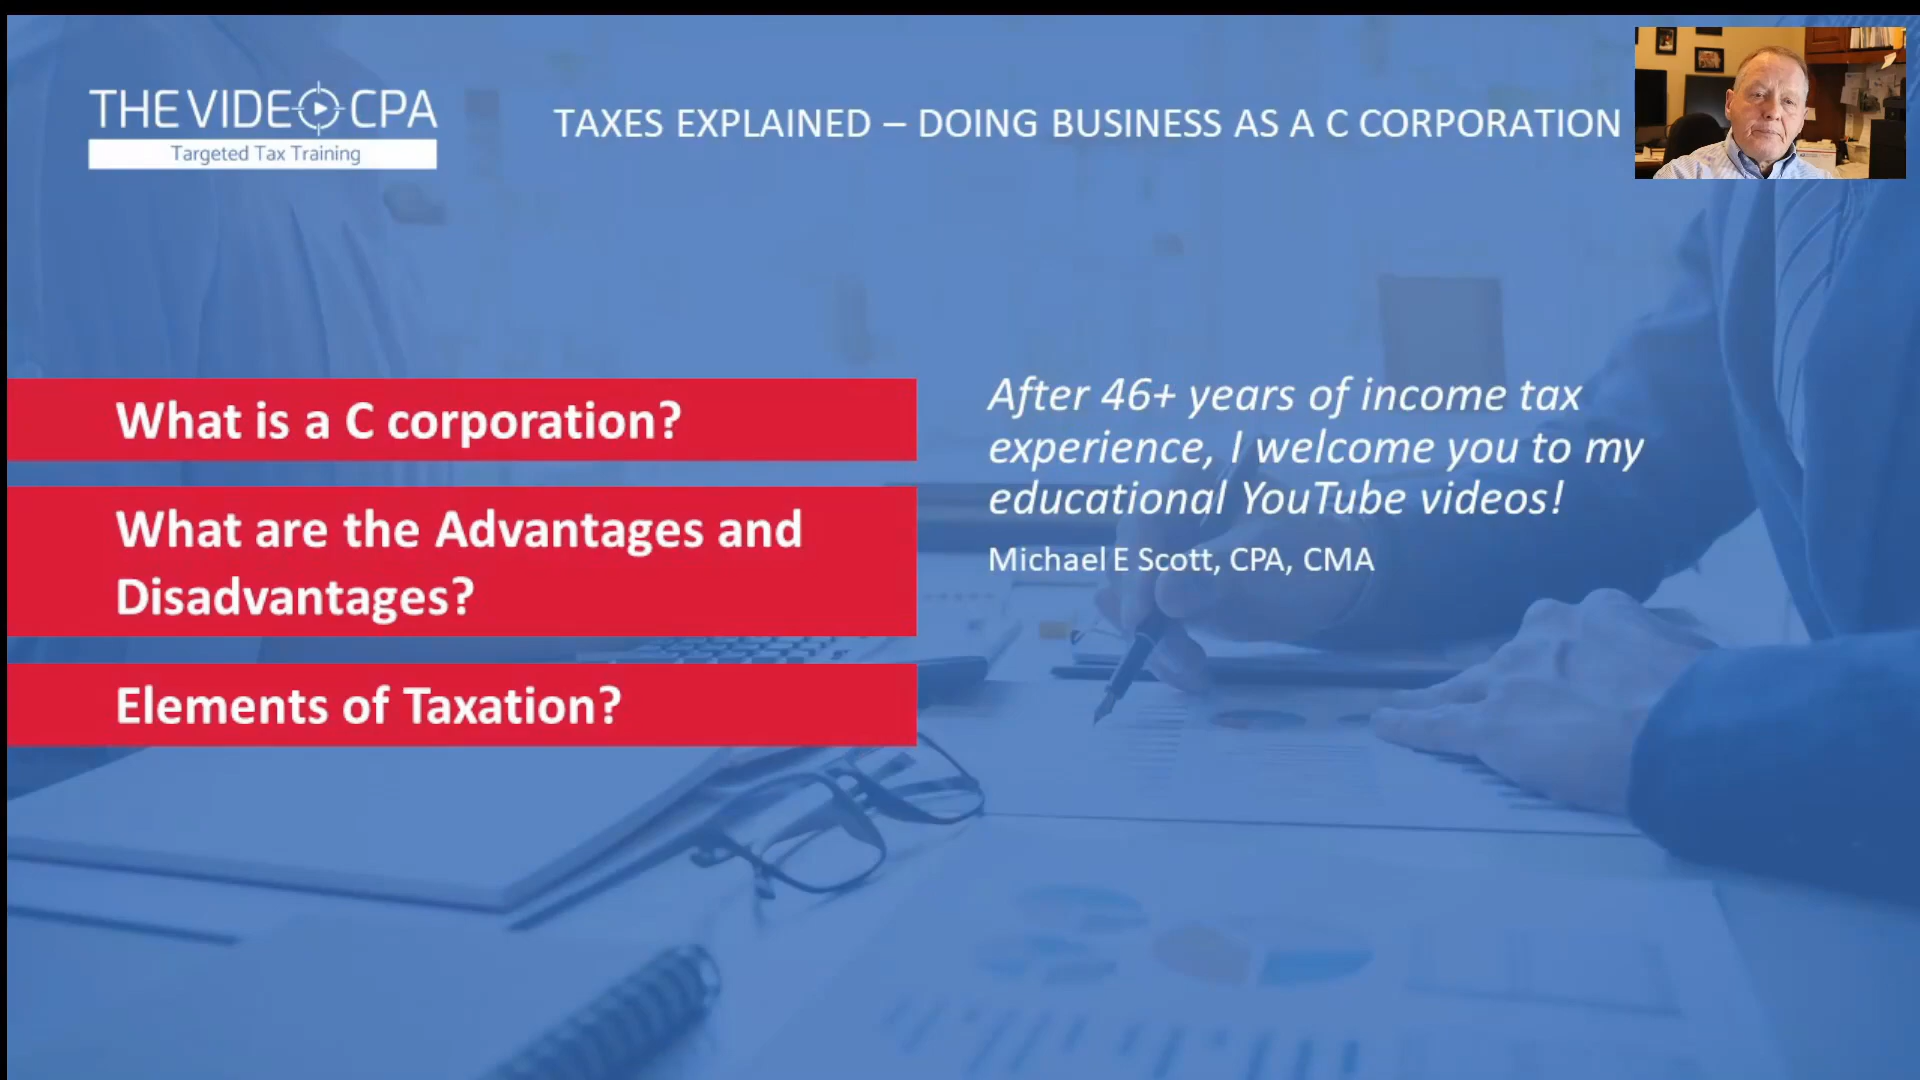 THE VIDEO CPA
Targeted Tax Training
TAXES EXPLAINED – DOING BUSINESS AS A C CORPORATION
What is a C corporation?
What are the Advantages and
Disadvantages?
Elements of Taxation?
After 46+ years of income tax
experience, I welcome you to my
educational YouTube videos!
Michael E Scott, CPA, CMA